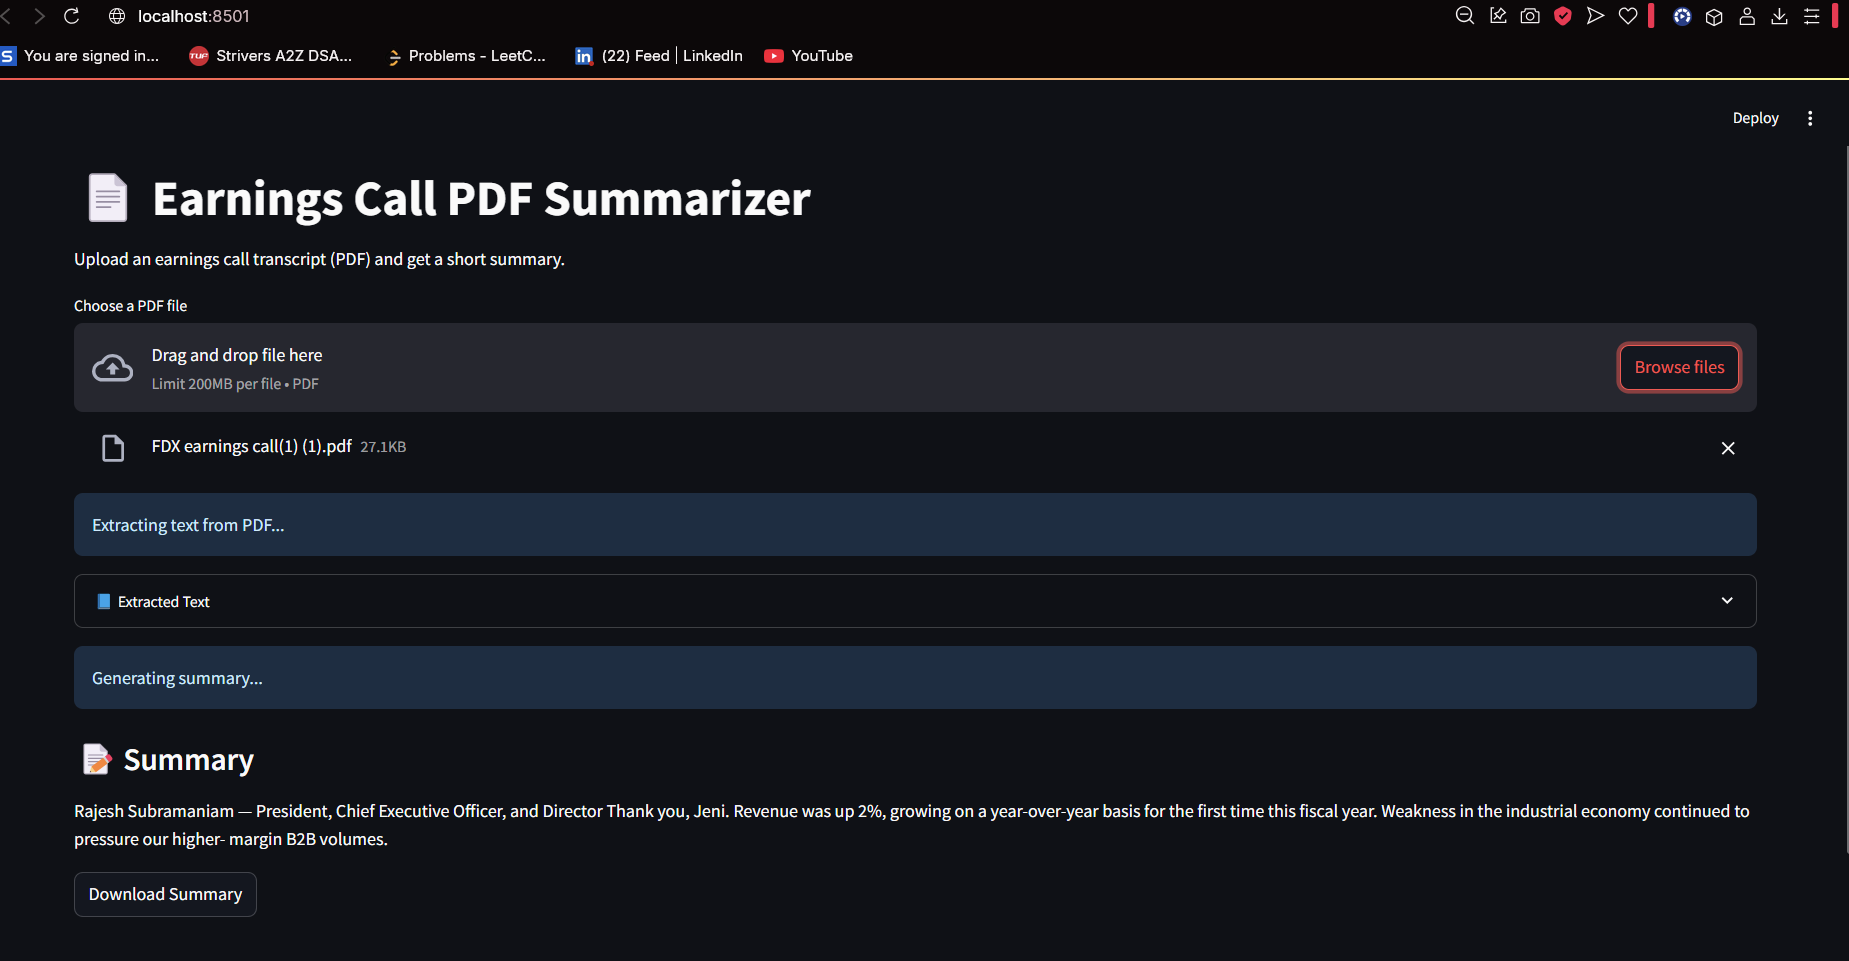 localhost:8501
S You are signed in...
TUF Strivers A2Z DSA...
Problems - LeetC...
in (22) Feed | LinkedIn
YouTube
Deploy
Earnings Call PDF Summarizer
Upload an earnings call transcript (PDF) and get a short summary.
Choose a PDF file
Drag and drop file here
Limit 200MB per file • PDF
Browse files
FDX earnings call(1) (1).pdf 27.1KB
Extracting text from PDF...
Extracted Text
Generating summary...
Summary
Rajesh Subramaniam — President, Chief Executive Officer, and Director Thank you, Jeni. Revenue was up 2%, growing on a year-over-year basis for the first time this fiscal year. Weakness in the industrial economy continued to
pressure our higher- margin B2B volumes.
Download Summary